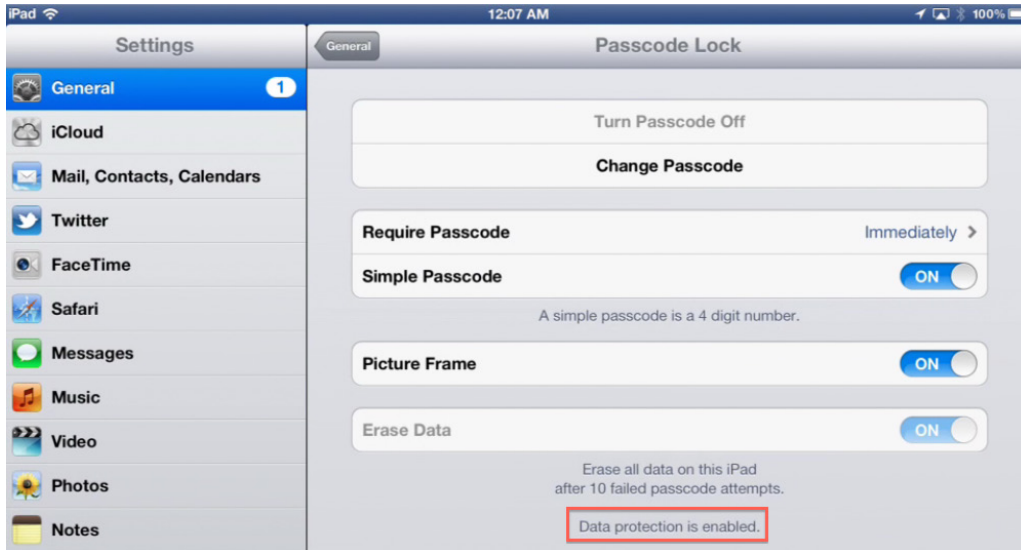 iPad 12:07 AM 100%
Settings
General 1
iCloud
Mail, Contacts, Calendars
Twitter
FaceTime
Safari
Messages
Music
Video
Photos
Notes
General Passcode Lock
Turn Passcode Off
Change Passcode
Require Passcode Immediately
Simple Passcode ON
A simple passcode is a 4 digit number.
Picture Frame ON
Erase Data ON
Erase all data on this iPad
after 10 failed passcode attempts.
Data protection is enabled.